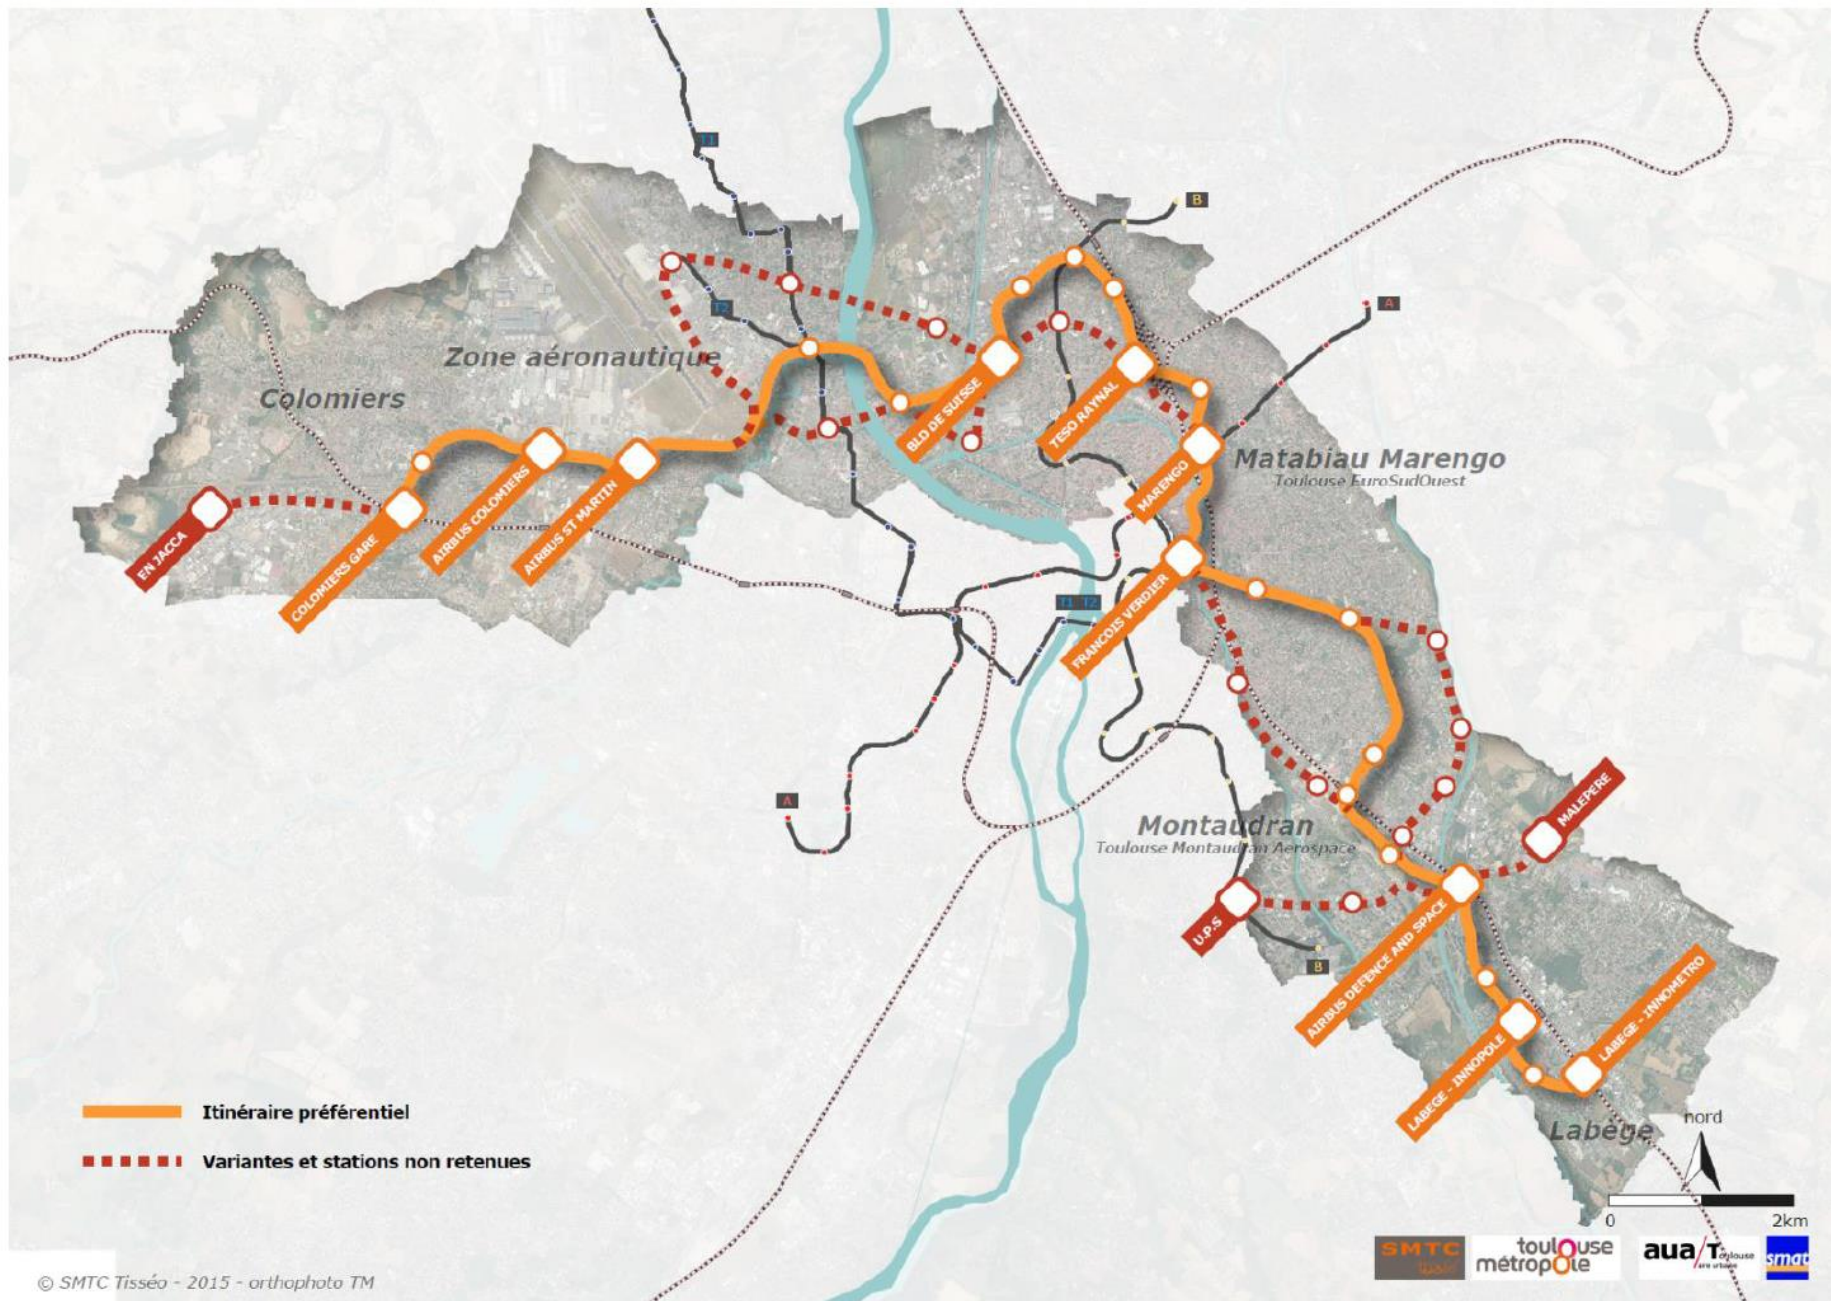 T1
B
T2
A
Zone aéronautique
Colomiers
BLD DE SUISSE
TESO RAYNAL
MARENGO
Matabiau Marengo
Toulouse EuroSudOuest
EN JACCA
COLOMIERS GARE
AIRBUS COLOMIERS
AIRBUS ST MARTIN
T1 T2
FRANCOIS VERDIER
A
Montaudran
Toulouse Montaudran Aerospace
MALEPERE
U.P.S
B
AIRBUS DEFENCE AND SPACE
LABEGE - INNOPOLE
LABEGE - INNOMETRO
Labège
nord
0 2km
Itinéraire préférentiel
Variantes et stations non retenues
SMTC
toulouse
métropole
aua/T
smat
© SMTC Tisséo - 2015 - orthophoto TM